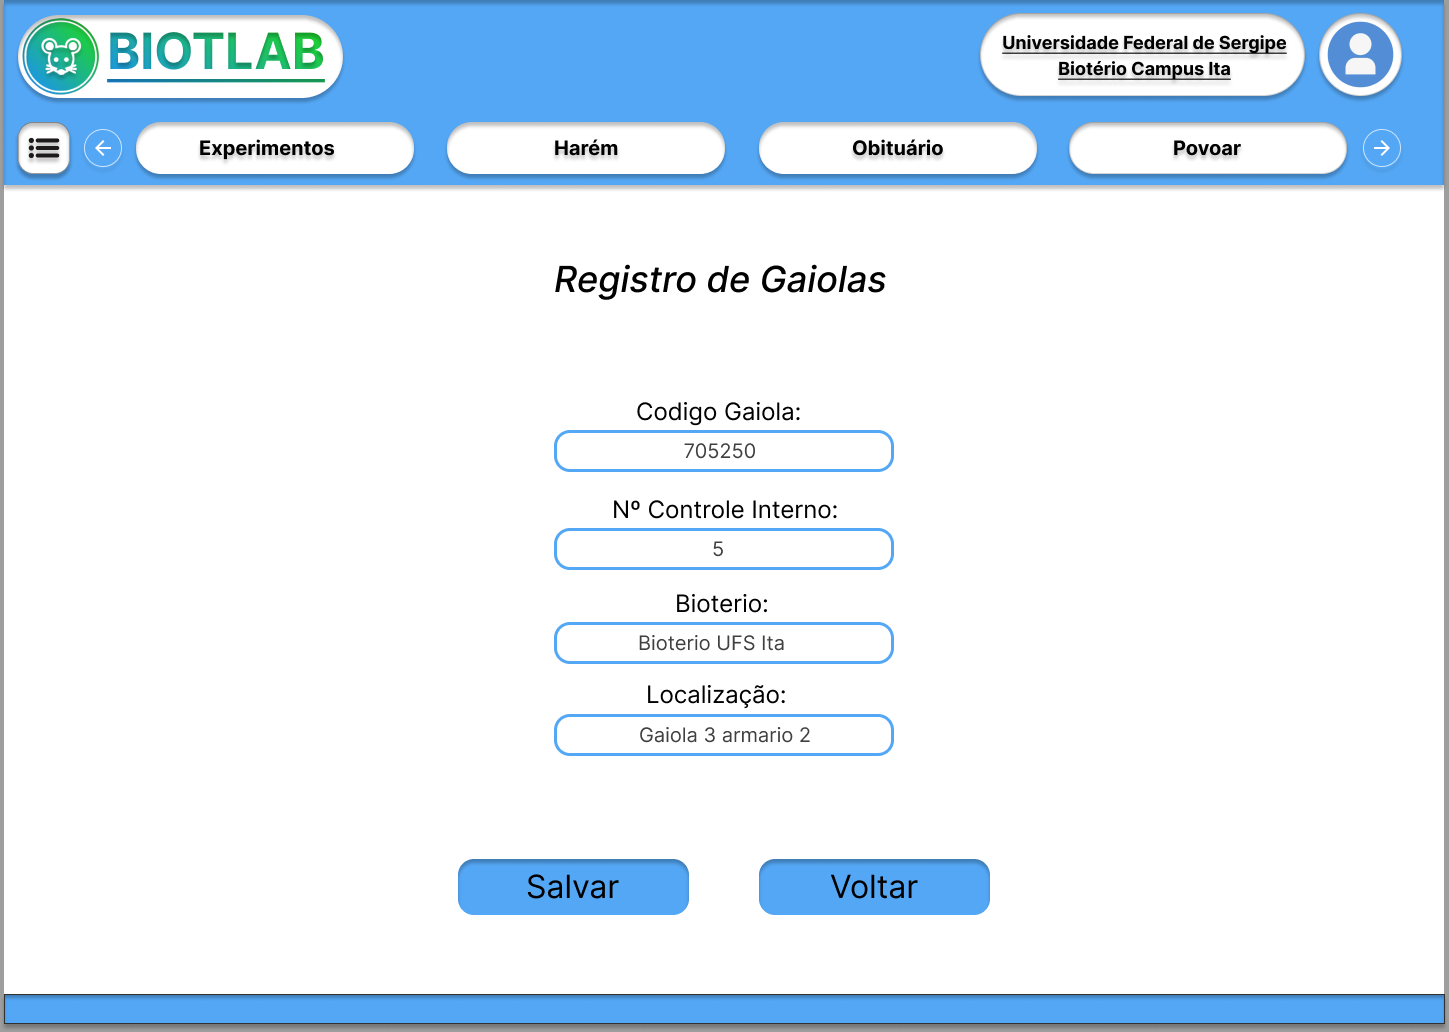 BIOTLAB
Universidade Federal de Sergipe
Biotério Campus Ita
Experimentos
Harém
Obituário
Povoar
Registro de Gaiolas
Codigo Gaiola:
705250
Nº Controle Interno:
5
Bioterio:
Bioterio UFS Ita
Localização:
Gaiola 3 armario 2
Salvar
Voltar